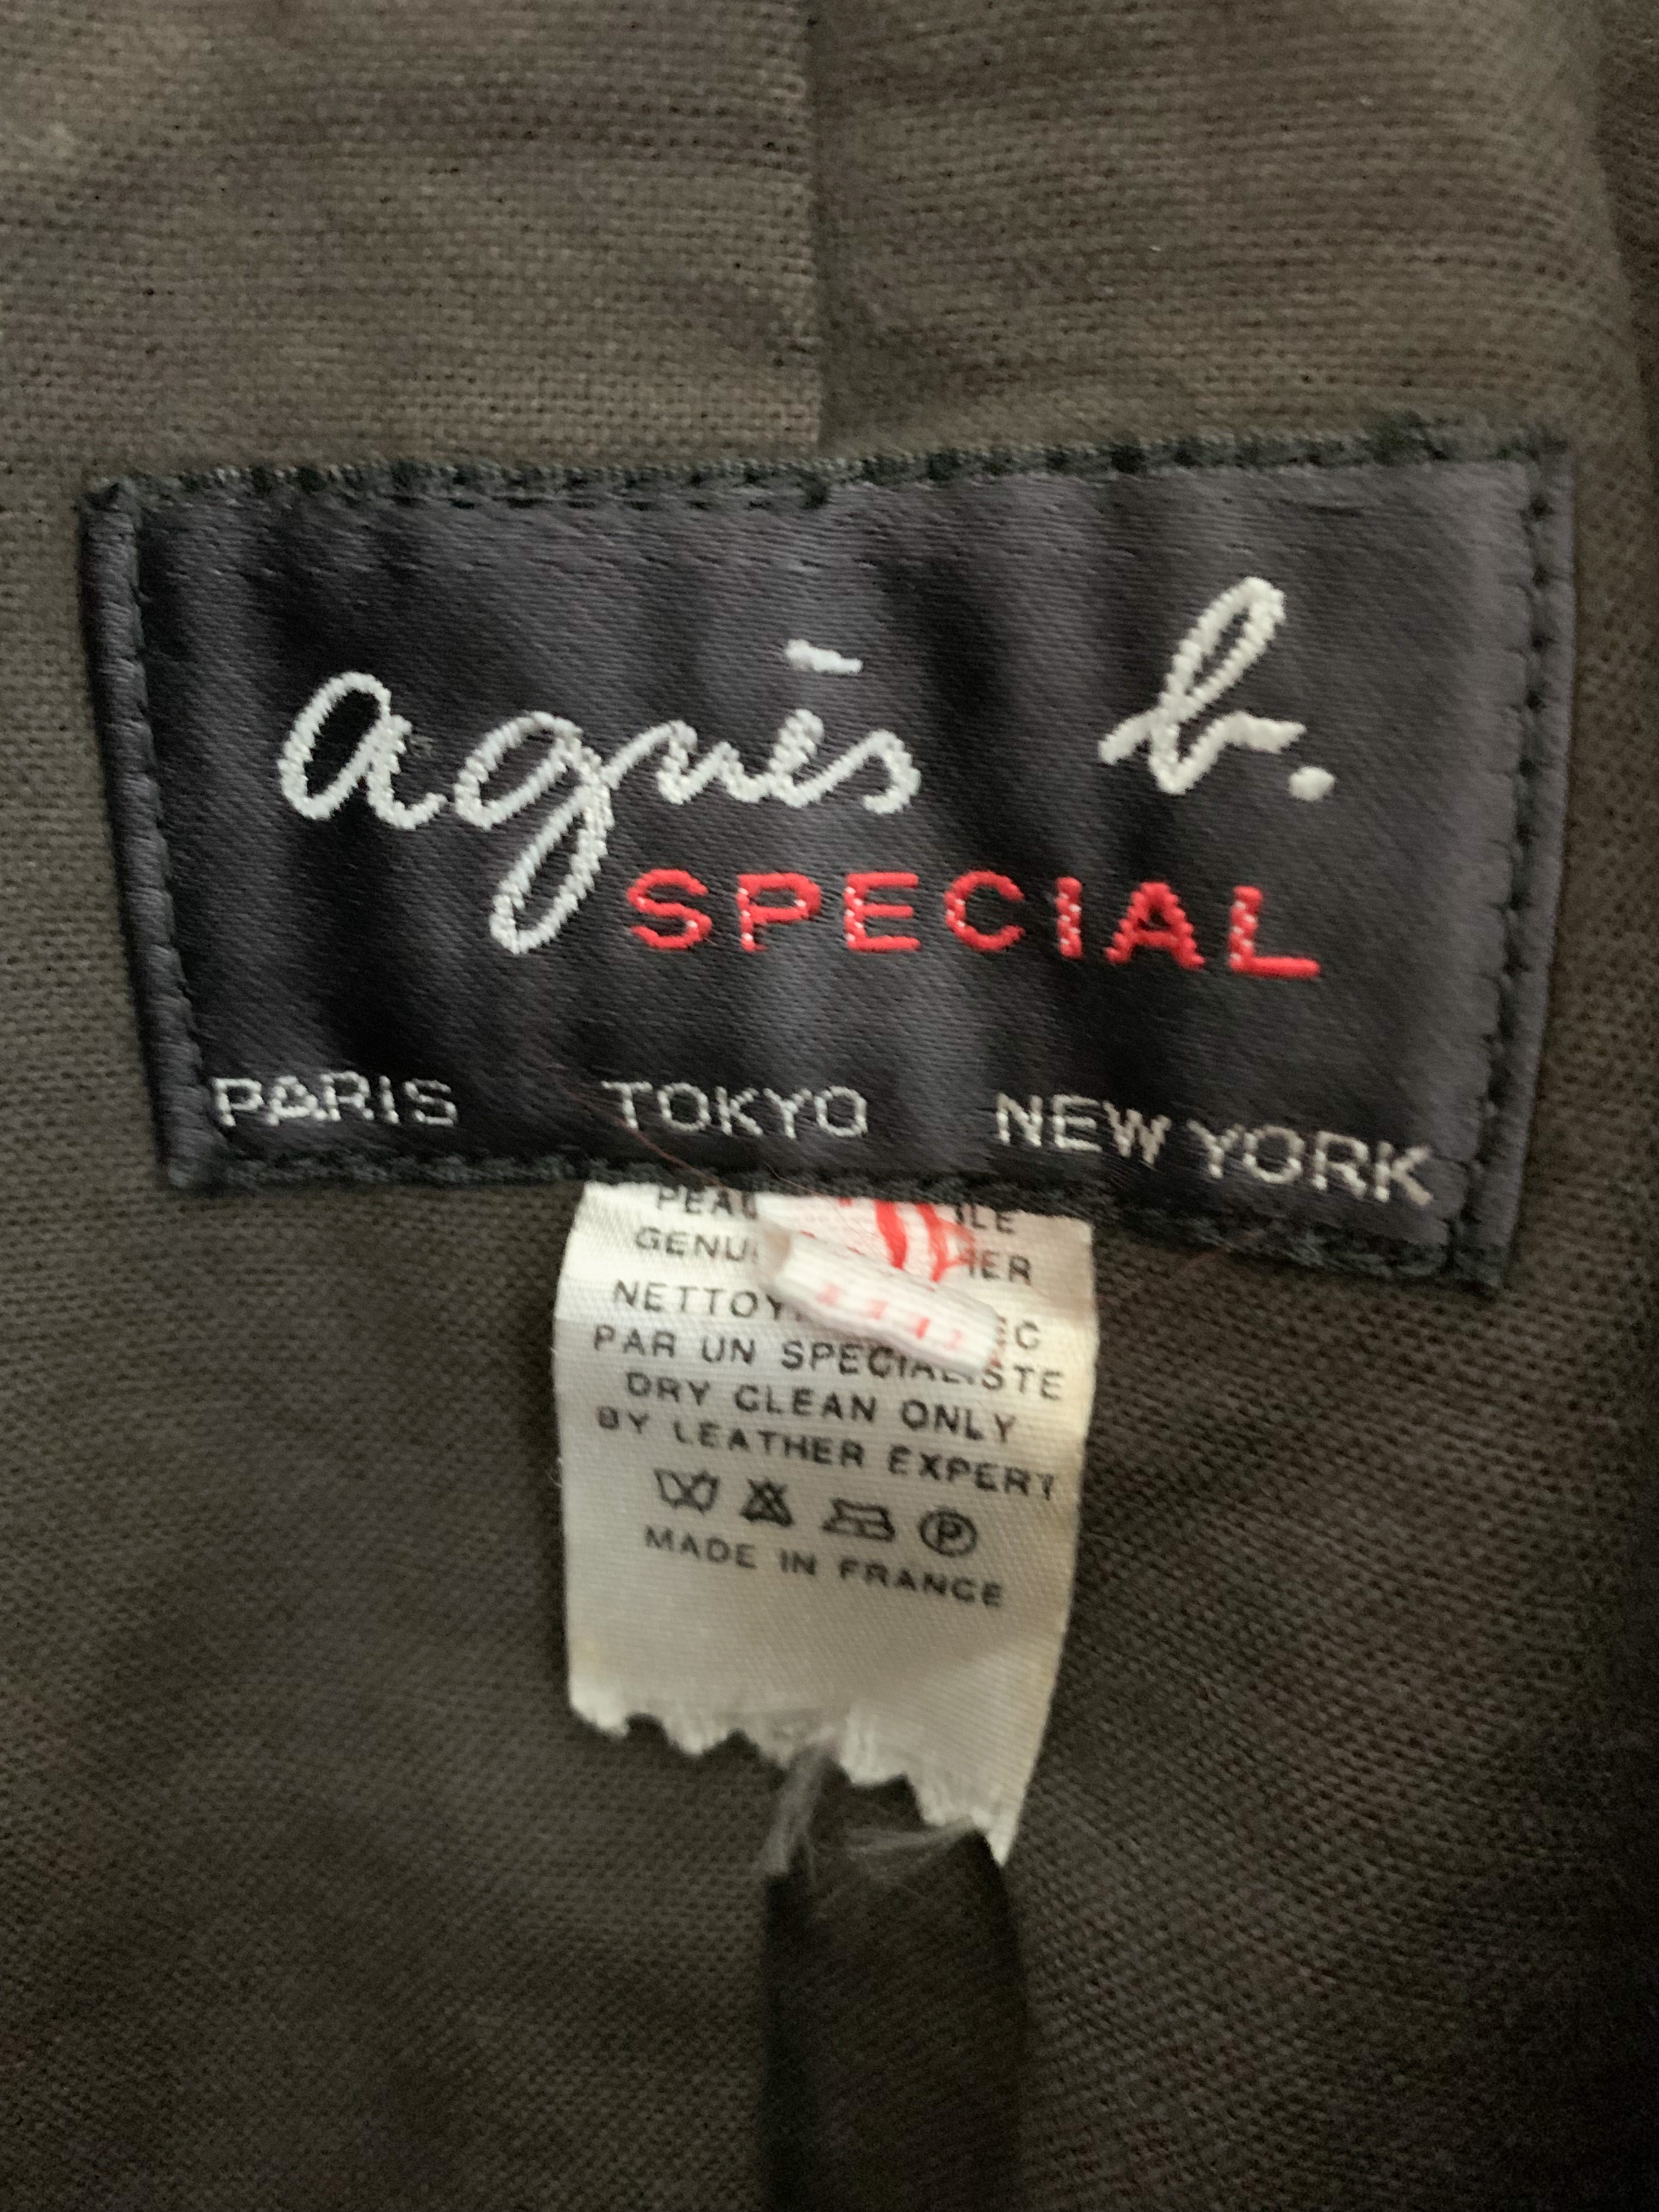 agnès b.
SPECIAL
PARIS TOKYO NEW YORK
NETTOY
PAR UN SPECIALISTE
DRY CLEAN ONLY
BY LEATHER EXPERT
MADE IN FRANCE